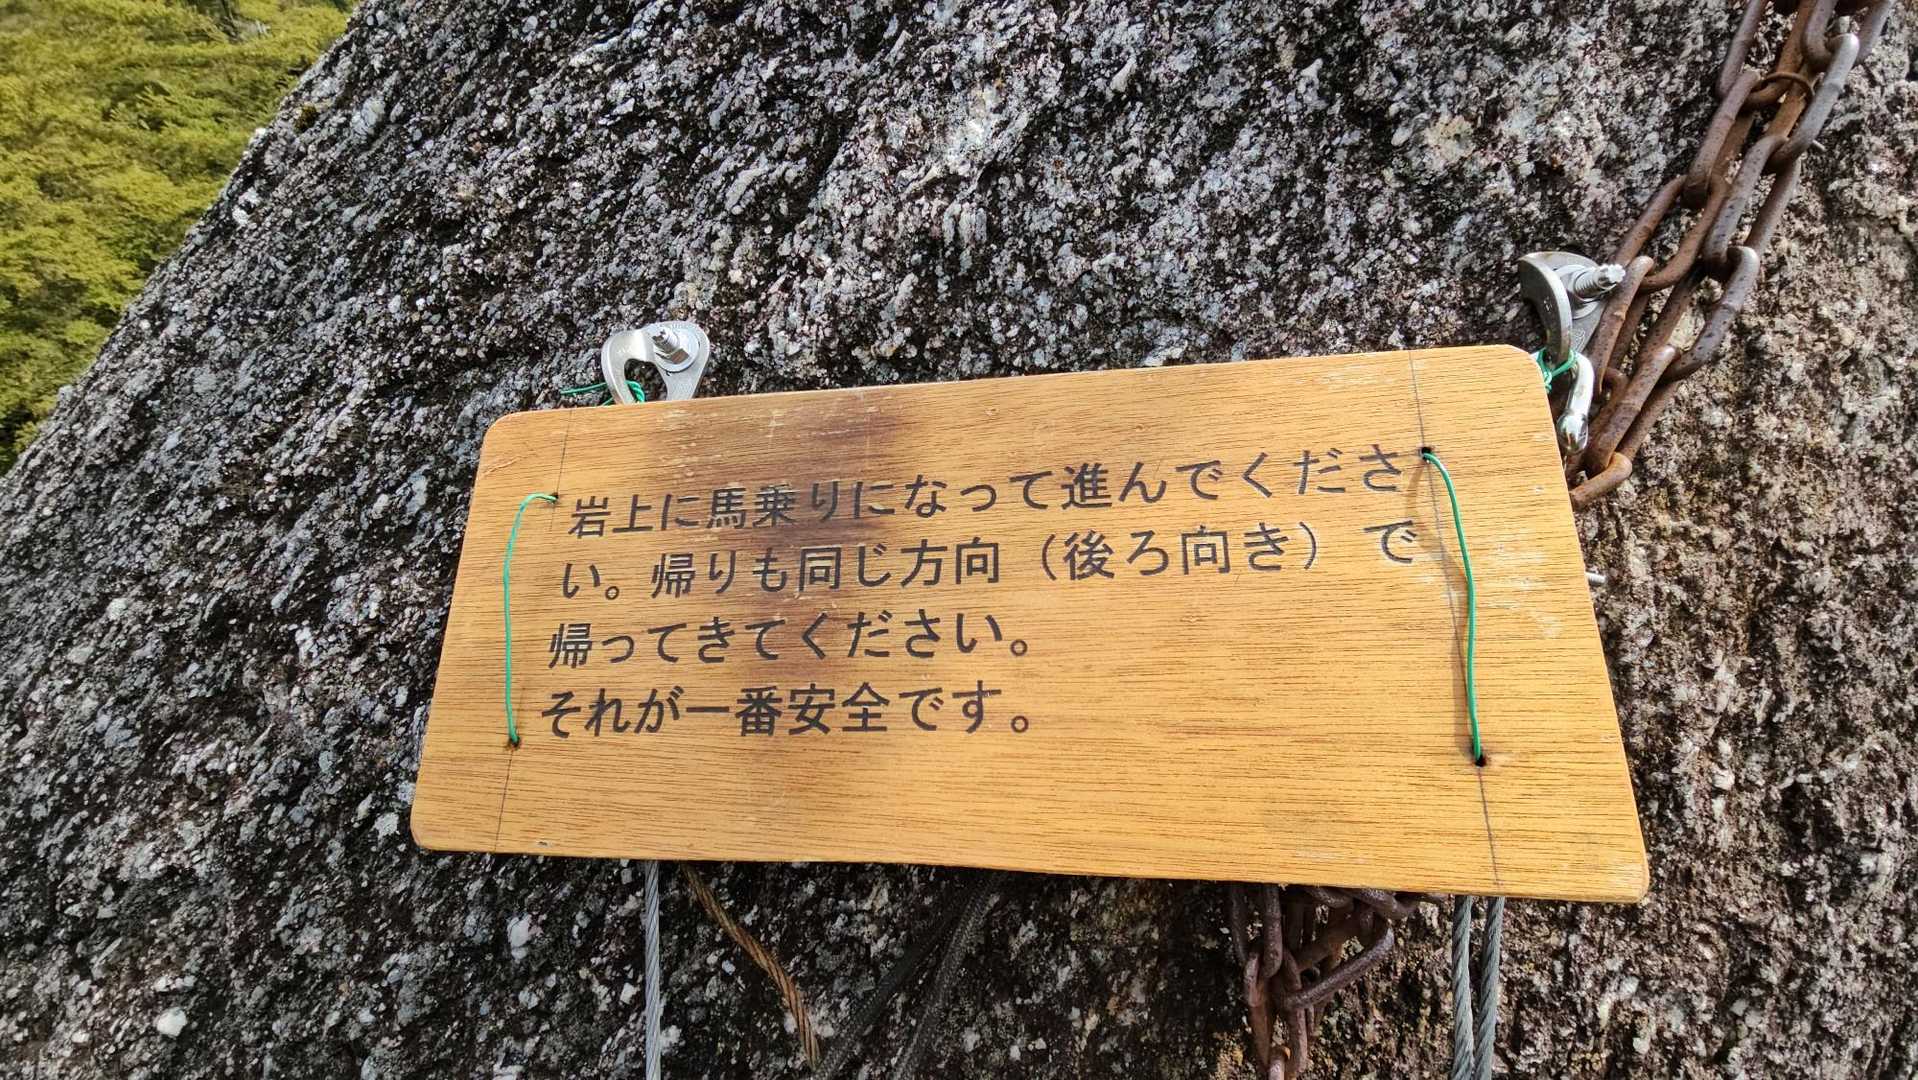 岩上に馬乗りになって進んでくださ
い。帰りも同じ方向（後ろ向き）で
帰ってきてください。
それが一番安全です。